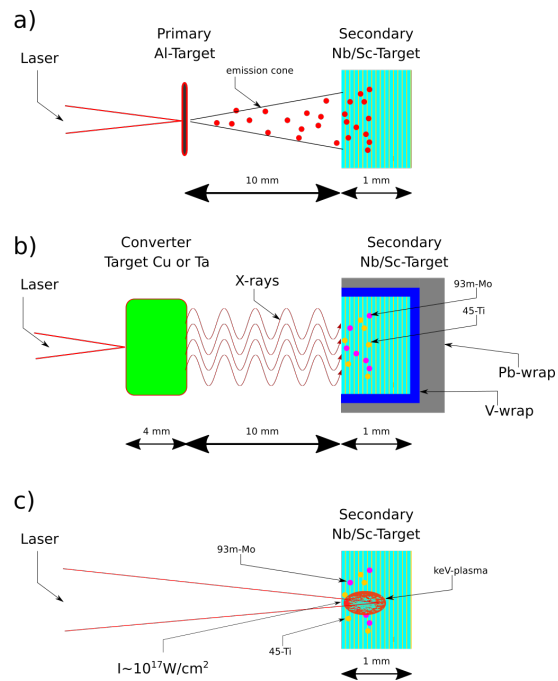 a)
Primary
Al-Target
Secondary
Nb/Sc-Target
Laser
emission cone
10 mm
1 mm
b)
Converter
Target Cu or Ta
Secondary
Nb/Sc-Target
Laser
X-rays
93m-Mo
45-Ti
Pb-wrap
V-wrap
4 mm
10 mm
1 mm
c)
Secondary
Nb/Sc-Target
Laser
93m-Mo
keV-plasma
45-Ti
I~10¹⁷W/cm²
1 mm